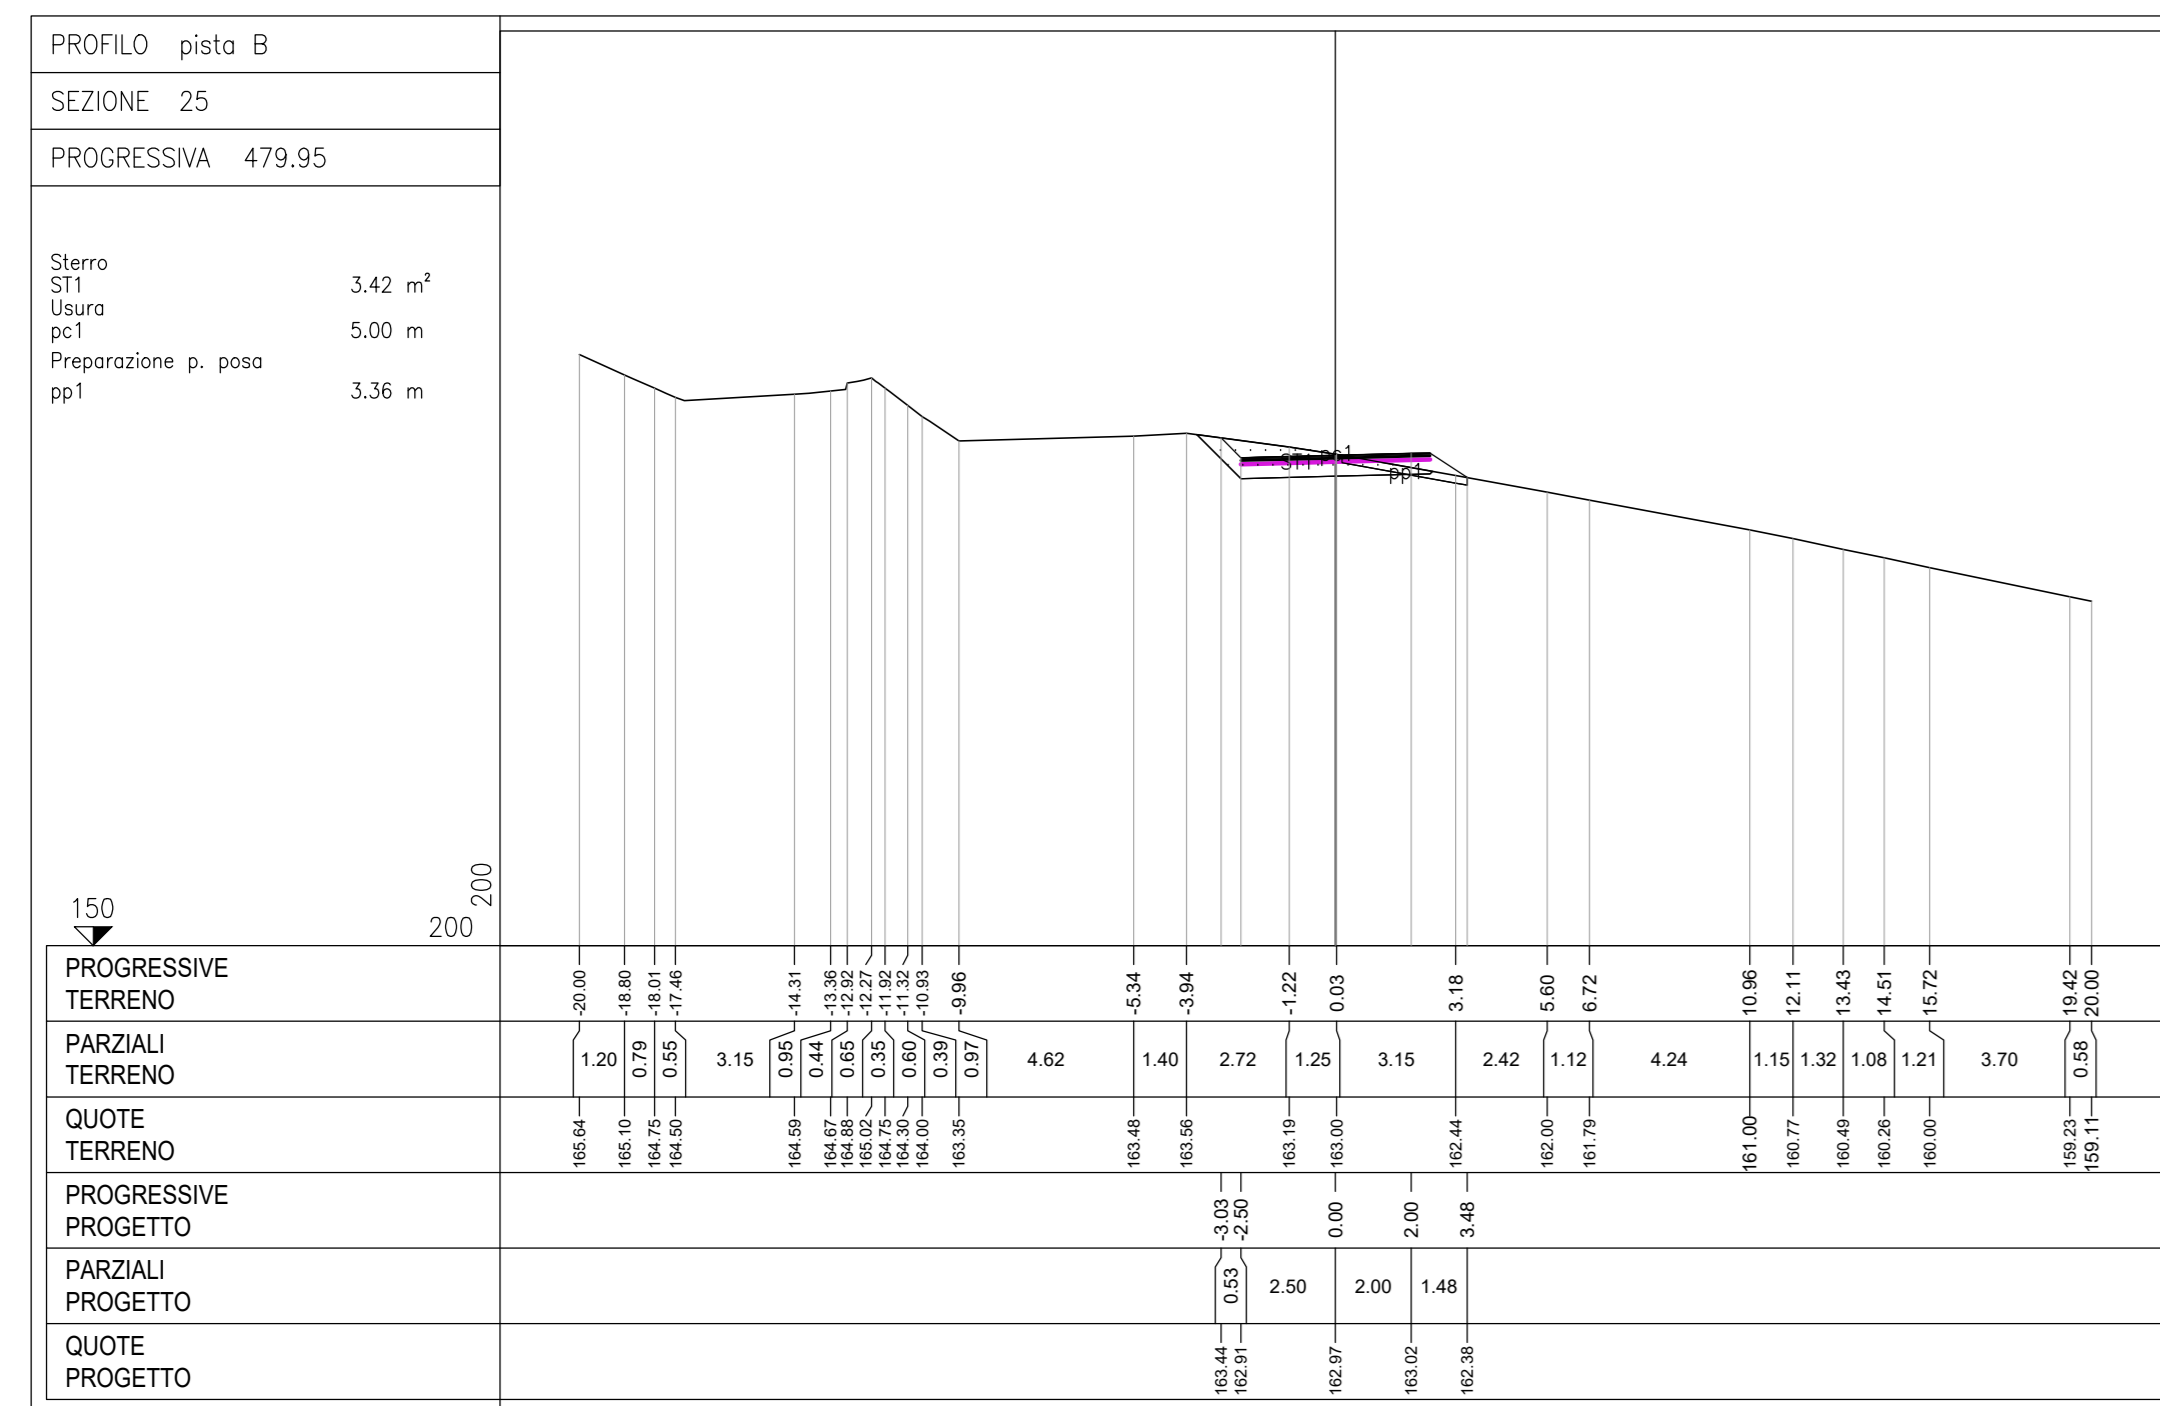 PROFILO pista B
SEZIONE 25
PROGRESSIVA 479.95
Sterro
ST1 3.42 m²
Usura
pc1 5.00 m
Preparazione p. posa
pp1 3.36 m
pc1
ST1
pp1
200
150
200
PROGRESSIVE
TERRENO
-20.00 -18.80 -18.01 -17.46 -14.31 -13.36 -12.92 -12.27 -11.92 -11.32 -10.93 -9.96 -5.34 -3.94 -1.22 0.03 3.18 5.60 6.72 10.96 12.11 13.43 14.51 15.72 19.42 20.00
PARZIALI
TERRENO
1.20 0.79 0.55 3.15 0.95 0.44 0.65 0.35 0.60 0.39 0.97 4.62 1.40 2.72 1.25 3.15 2.42 1.12 4.24 1.15 1.32 1.08 1.21 3.70 0.58
QUOTE
TERRENO
165.64 165.10 164.75 164.50 164.59 164.67 164.88 165.02 164.75 164.30 164.00 163.35 163.48 163.56 163.19 163.00 162.44 162.00 161.79 161.00 160.77 160.49 160.26 160.00 159.23 159.11
PROGRESSIVE
PROGETTO
-3.03 -2.50 0.00 2.00 3.48
PARZIALI
PROGETTO
0.53 2.50 2.00 1.48
QUOTE
PROGETTO
163.44 162.91 162.97 163.02 162.38